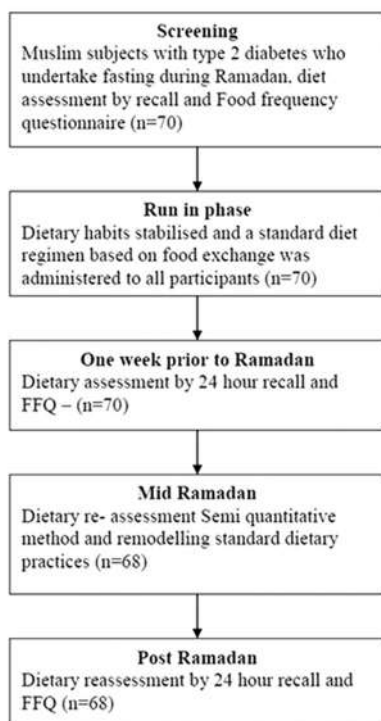 Screening
Muslim subjects with type 2 diabetes who
undertake fasting during Ramadan, diet
assessment by recall and Food frequency
questionnaire (n=70)
Run in phase
Dietary habits stabilised and a standard diet
regimen based on food exchange was
administered to all participants (n=70)
One week prior to Ramadan
Dietary assessment by 24 hour recall and
FFQ – (n=70)
Mid Ramadan
Dietary re- assessment Semi quantitative
method and remodelling standard dietary
practices (n=68)
Post Ramadan
Dietary reassessment by 24 hour recall and
FFQ (n=68)